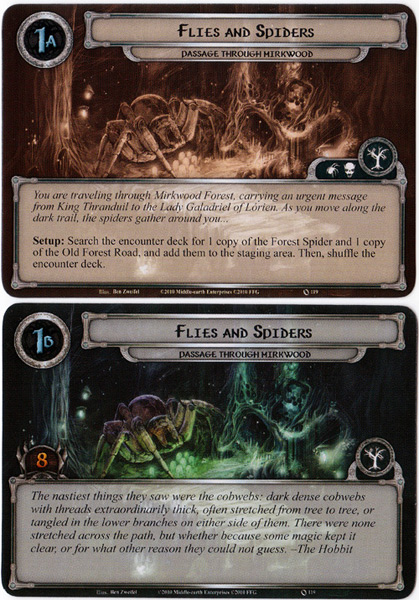 1A
FLIES AND SPIDERS
PASSAGE THROUGH MIRKWOOD
You are traveling through Mirkwood Forest, carrying an urgent message
from King Thranduil to the Lady Galadriel of Lórien. As you move along
the dark trail, the spiders gather around you...
Setup: Search the encounter deck for 1 copy of the Forest Spider and 1 copy
of the Old Forest Road, and add them to the staging area. Then, shuffle the
encounter deck.
Illus. Ben Zweifel ©2010 Middle-earth Enterprises ©2010 FFG 119
1B
FLIES AND SPIDERS
PASSAGE THROUGH MIRKWOOD
8
The nastiest things they saw were the cobwebs: dark dense cobwebs
with threads extraordinarily thick, often stretched from tree to tree, or
tangled in the lower branches on either side of them. There were none
stretched across the path, but whether because some magic kept it
clear, or for what other reason they could not guess. –The Hobbit
Illus. Ben Zweifel ©2010 Middle-earth Enterprises ©2010 FFG 119